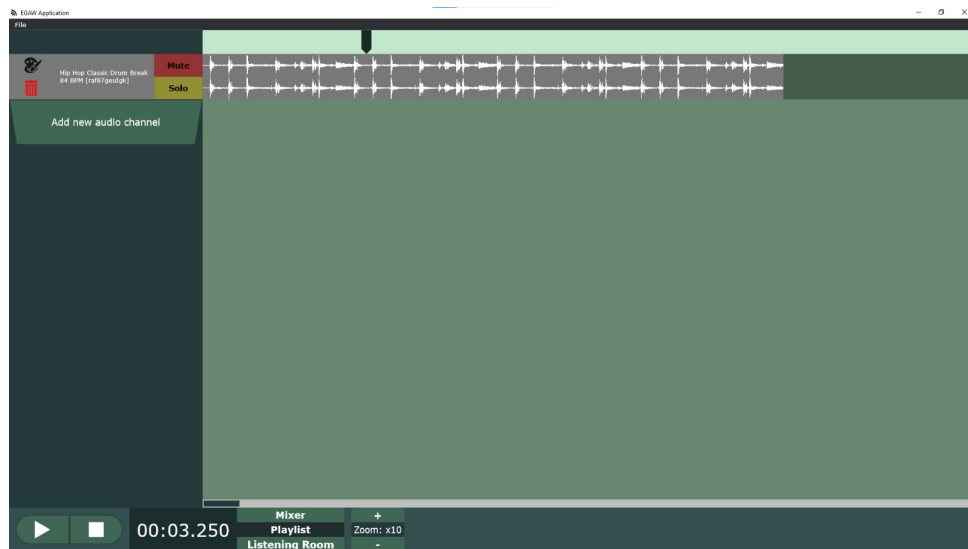 EGAW Application
File
Hip Hop Classic Drum Break
84 BPM [raf87geulgk]
Mute
Solo
Add new audio channel
00:03.250
Mixer
Playlist
Listening Room
+
Zoom: x10
-